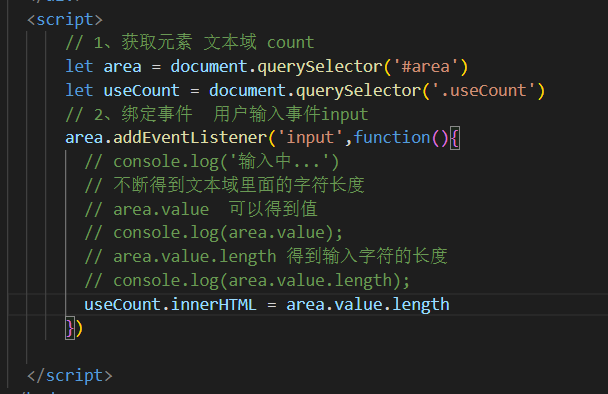 <script>
// 1、获取元素 文本域 count
let area = document.querySelector('#area')
let useCount = document.querySelector('.useCount')
// 2、绑定事件  用户输入事件input
area.addEventListener('input',function(){
// console.log('输入中...')
// 不断得到文本域里面的字符长度
// area.value  可以得到值
// console.log(area.value);
// area.value.length 得到输入字符的长度
// console.log(area.value.length);
useCount.innerHTML = area.value.length
})
</script>